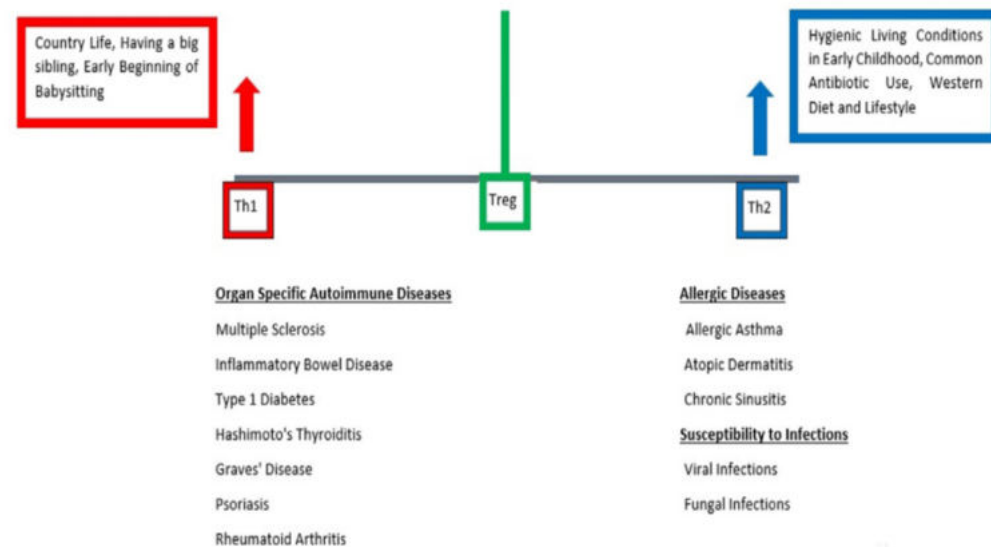 Country Life, Having a big
sibling, Early Beginning of
Babysitting
Hygienic Living Conditions
in Early Childhood, Common
Antibiotic Use, Western
Diet and Lifestyle
Th1
Treg
Th2
Organ Specific Autoimmune Diseases
Multiple Sclerosis
Inflammatory Bowel Disease
Type 1 Diabetes
Hashimoto's Thyroiditis
Graves' Disease
Psoriasis
Rheumatoid Arthritis
Allergic Diseases
Allergic Asthma
Atopic Dermatitis
Chronic Sinusitis
Susceptibility to Infections
Viral Infections
Fungal Infections